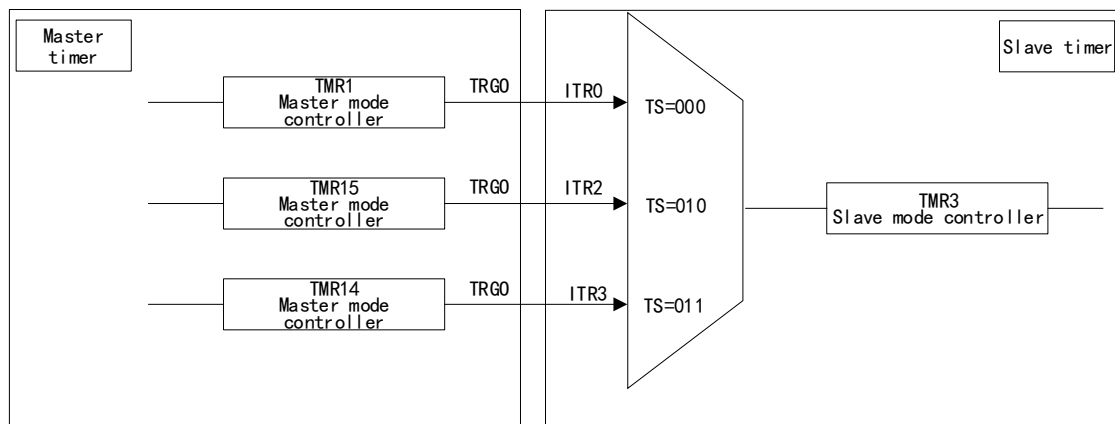 Master
timer
Slave timer
TMR1
Master mode
controller
TRGO
ITR0
TS=000
TMR15
Master mode
controller
TRGO
ITR2
TS=010
TMR3
Slave mode controller
TMR14
Master mode
controller
TRGO
ITR3
TS=011